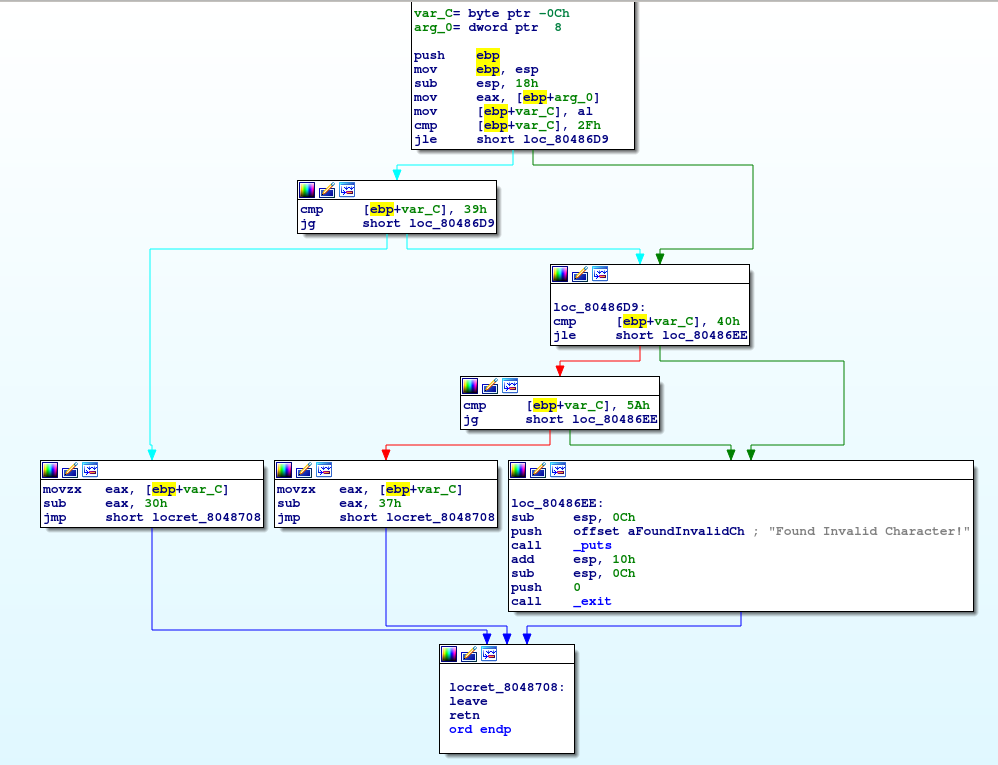 var_C= byte ptr -0Ch
arg_0= dword ptr  8
push    ebp
mov     ebp, esp
sub     esp, 18h
mov     eax, [ebp+arg_0]
mov     [ebp+var_C], al
cmp     [ebp+var_C], 2Fh
jle     short loc_80486D9
cmp     [ebp+var_C], 39h
jg      short loc_80486D9
loc_80486D9:
cmp     [ebp+var_C], 40h
jle     short loc_80486EE
cmp     [ebp+var_C], 5Ah
jg      short loc_80486EE
movzx   eax, [ebp+var_C]
sub     eax, 30h
jmp     short locret_8048708
movzx   eax, [ebp+var_C]
sub     eax, 37h
jmp     short locret_8048708
loc_80486EE:
sub     esp, 0Ch
push    offset aFoundInvalidCh ; "Found Invalid Character!"
call    _puts
add     esp, 10h
sub     esp, 0Ch
push    0
call    _exit
locret_8048708:
leave
retn
ord endp